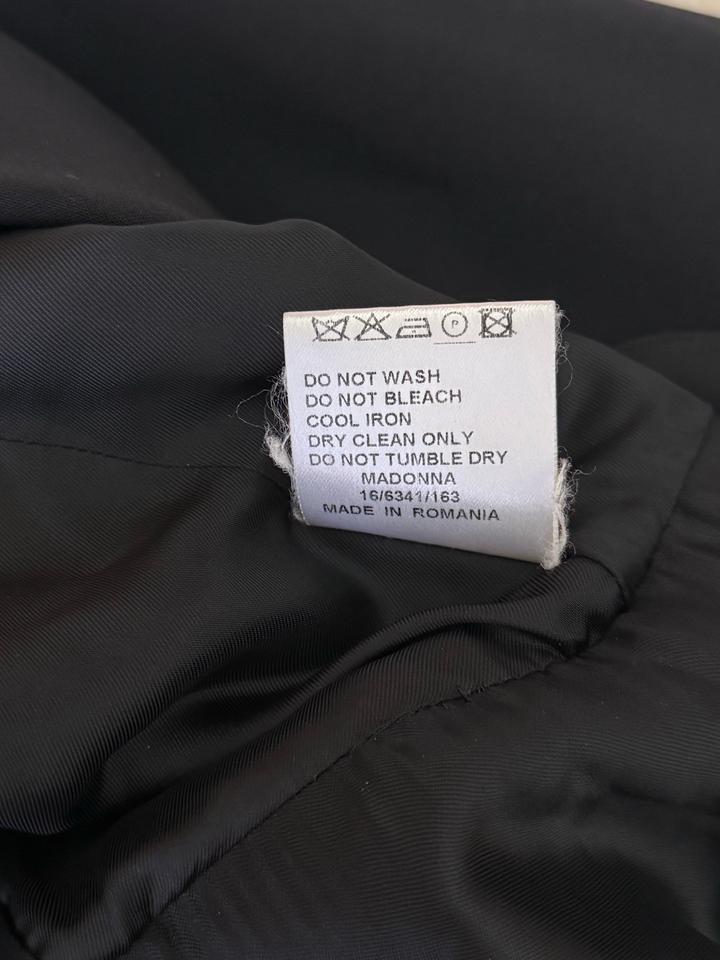 P
DO NOT WASH
DO NOT BLEACH
COOL IRON
DRY CLEAN ONLY
DO NOT TUMBLE DRY
MADONNA
16/6341/163
MADE IN ROMANIA